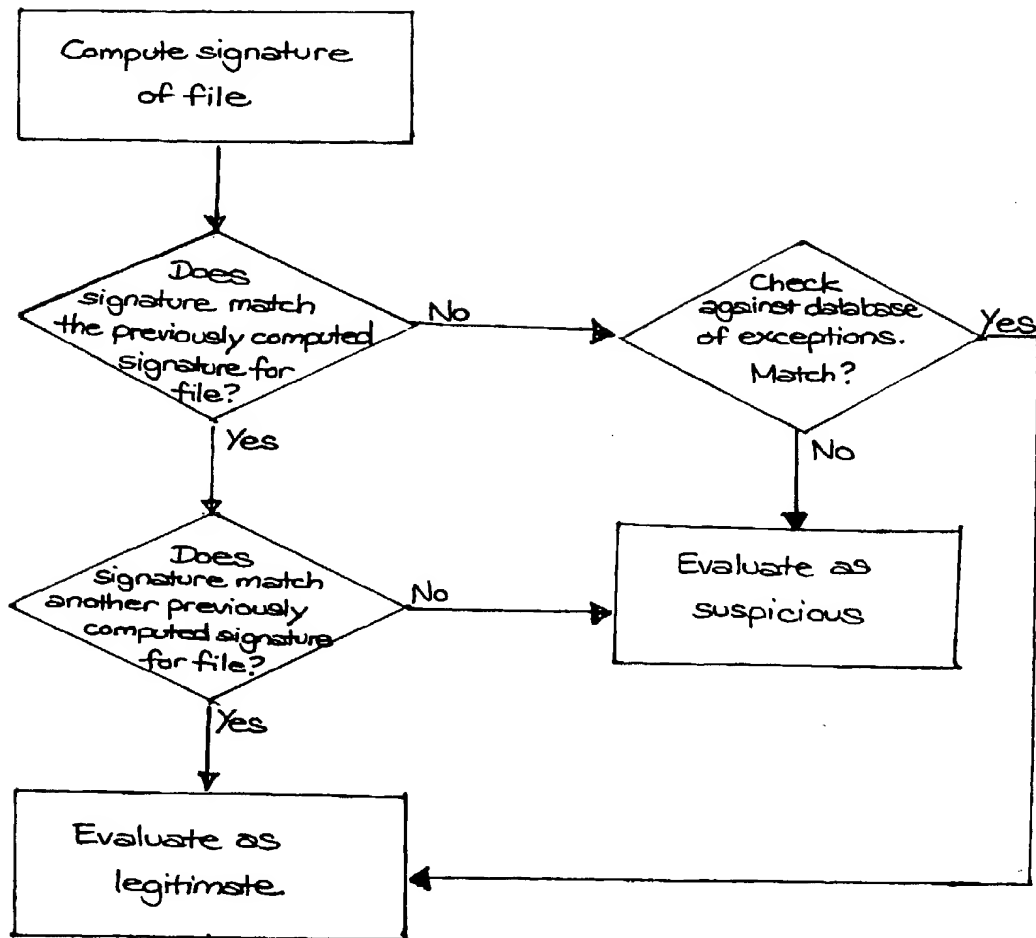 Compute signature
of file
Does
signature match
the previously computed
signature for
file?
No
Check
against database
of exceptions.
Match?
Yes
Yes
No
Does
signature match
another previously
computed signature
for file?
No
Evaluate as
suspicious
Yes
Evaluate as
legitimate.